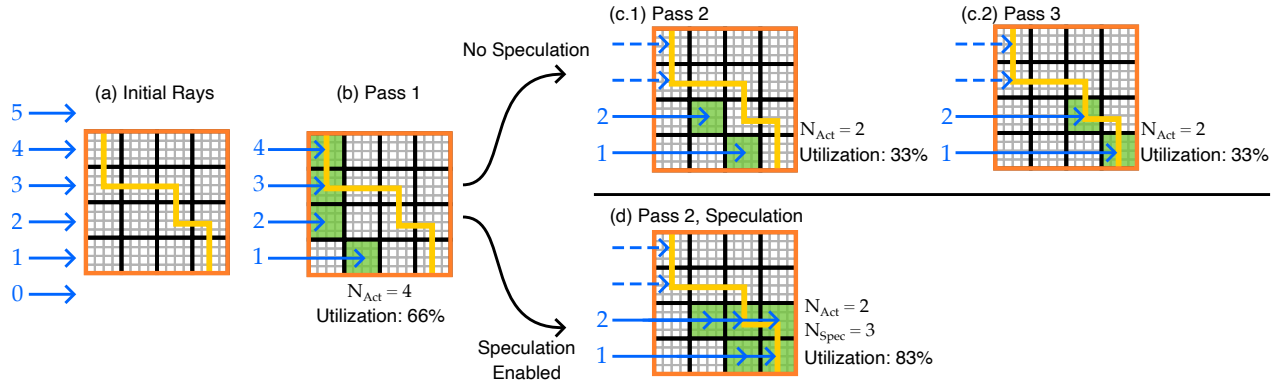 (a) Initial Rays
5
4
3
2
1
0
(b) Pass 1
4
3
2
1
N_Act = 4
Utilization: 66%
No Speculation
Speculation
Enabled
(c.1) Pass 2
2
1
N_Act = 2
Utilization: 33%
(c.2) Pass 3
2
1
N_Act = 2
Utilization: 33%
(d) Pass 2, Speculation
2
1
N_Act = 2
N_Spec = 3
Utilization: 83%